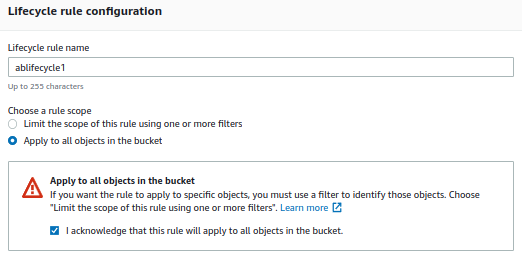 Lifecycle rule configuration
Lifecycle rule name
ablifecycle1
Up to 255 characters
Choose a rule scope
Limit the scope of this rule using one or more filters
Apply to all objects in the bucket
Apply to all objects in the bucket
If you want the rule to apply to specific objects, you must use a filter to identify those objects. Choose
"Limit the scope of this rule using one or more filters". Learn more
I acknowledge that this rule will apply to all objects in the bucket.